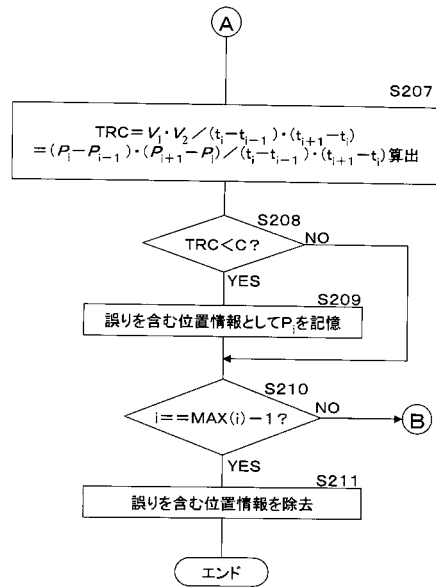 A
S207
TRC=V₁·V₂/(tᵢ-tᵢ₋₁)·(tᵢ₊₁-tᵢ)
=(Pᵢ-Pᵢ₋₁)·(Pᵢ₊₁-Pᵢ)/(tᵢ-tᵢ₋₁)·(tᵢ₊₁-tᵢ)算出
S208
TRC<C?
NO
YES
S209
誤りを含む位置情報としてPᵢを記憶
S210
i==MAX(i)-1?
NO
B
YES
S211
誤りを含む位置情報を除去
エンド